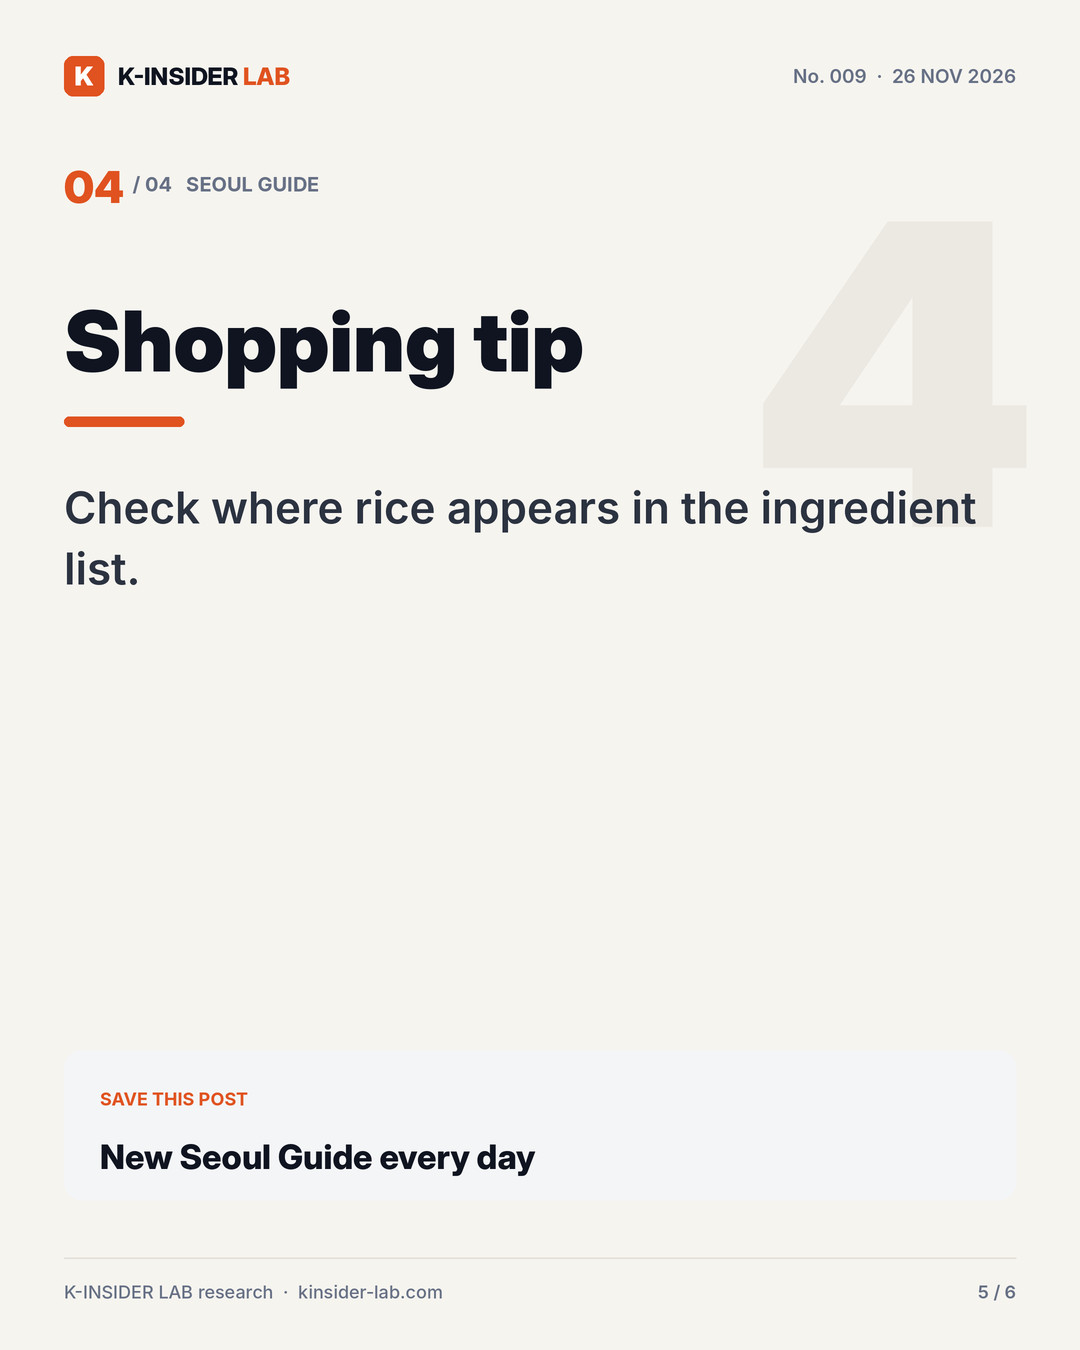 K K-INSIDER LAB
No. 009 · 26 NOV 2026
04 / 04 SEOUL GUIDE
4
Shopping tip
Check where rice appears in the ingredient
list.
SAVE THIS POST
New Seoul Guide every day
K-INSIDER LAB research · kinsider-lab.com
5 / 6